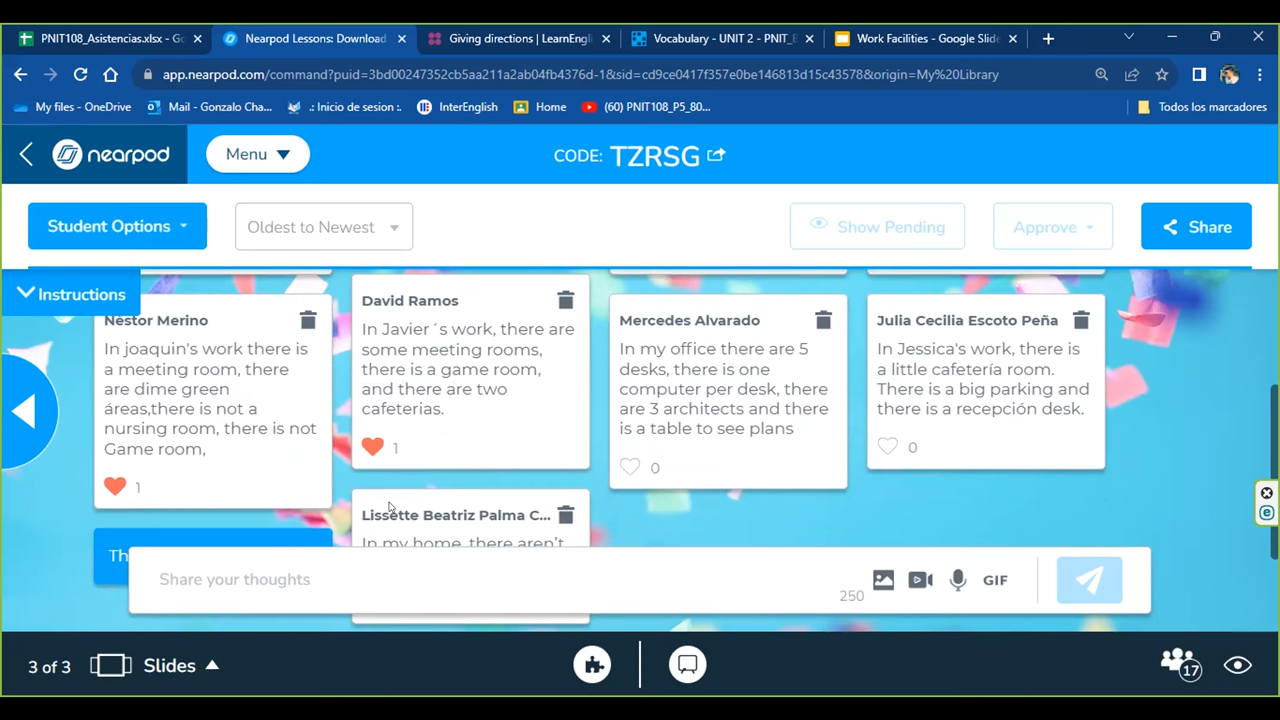 PNIT108_Asistencias.xlsx - Go
Nearpod Lessons: Download
Giving directions | LearnEngli
Vocabulary - UNIT 2 - PNIT_
Work Facilities - Google Slide
app.nearpod.com/command?puid=3bd00247352cb5aa211a2ab04fb4376d-1&sid=cd9ce0417f357e0be146813d15c43578&origin=My%20Library
My files - OneDrive
Mail - Gonzalo Cha...
.: Inicio de sesion :.
InterEnglish
Home
(60) PNIT108_P5_80...
Todos los marcadores
nearpod
Menu
CODE: TZRSG
Student Options
Oldest to Newest
Show Pending
Approve
Share
Instructions
Néstor Merino
In joaquin's work there is
a meeting room, there
are dime green
áreas,there is not a
nursing room, there is not
Game room,
1
David Ramos
In Javier´s work, there are
some meeting rooms,
there is a game room,
and there are two
cafeterias.
1
Mercedes Alvarado
In my office there are 5
desks, there is one
computer per desk, there
are 3 architects and there
is a table to see plans
0
Julia Cecilia Escoto Peña
In Jessica's work, there is
a little cafetería room.
There is a big parking and
there is a recepción desk.
0
Lissette Beatriz Palma C...
In my home, there aren't
Th
Share your thoughts
250
GIF
3 of 3
Slides
17